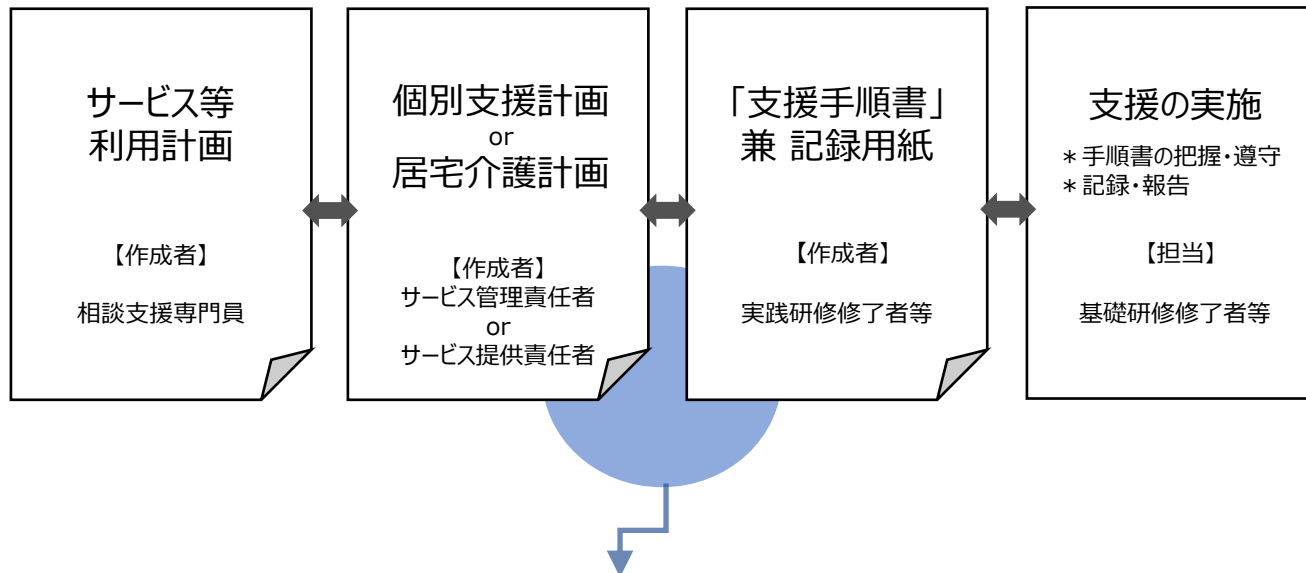 サービス等
利用計画
【作成者】
相談支援専門員
個別支援計画
or
居宅介護計画
【作成者】
サービス管理責任者
or
サービス提供責任者
「支援手順書」
兼 記録用紙
【作成者】
実践研修修了者等
支援の実施
＊手順書の把握・遵守
＊記録・報告
【担当】
基礎研修修了者等